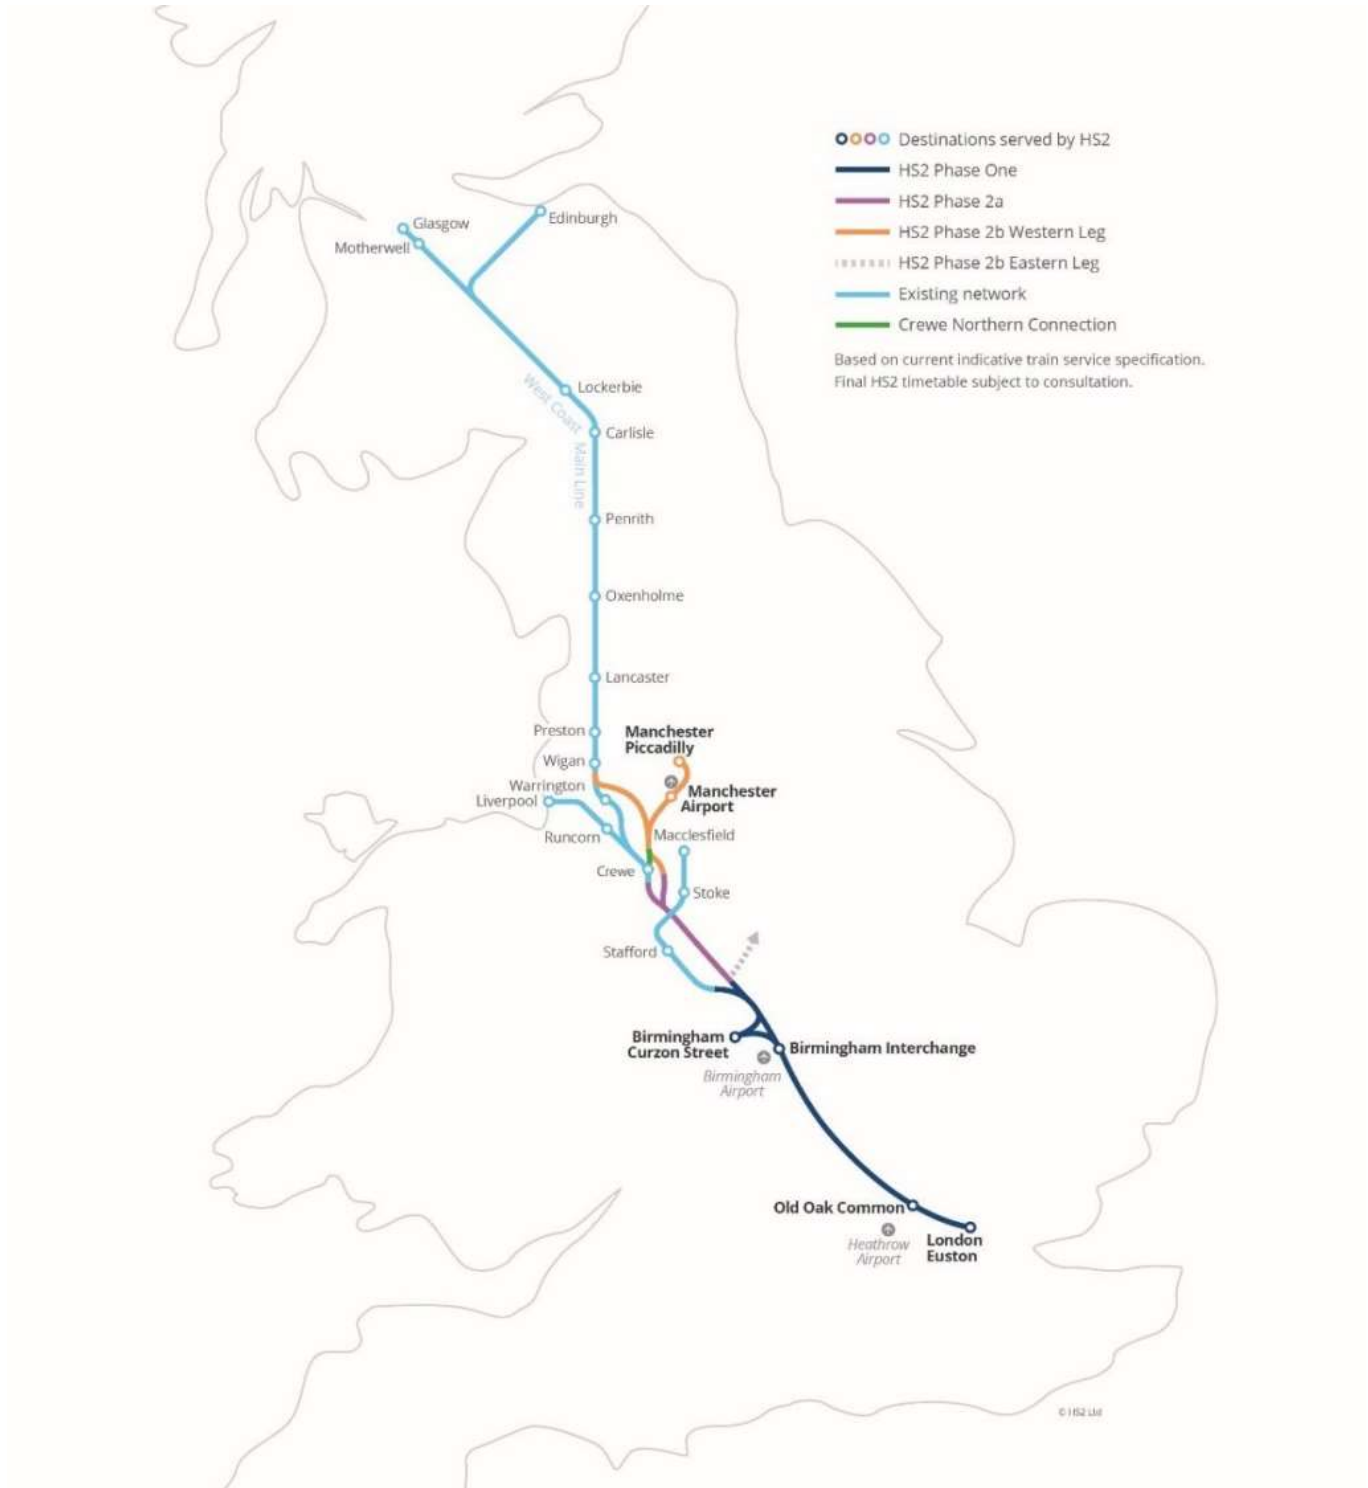 Destinations served by HS2
HS2 Phase One
HS2 Phase 2a
HS2 Phase 2b Western Leg
HS2 Phase 2b Eastern Leg
Existing network
Crewe Northern Connection
Based on current indicative train service specification.
Final HS2 timetable subject to consultation.
Glasgow
Edinburgh
Motherwell
Lockerbie
West Coast Main Line
Carlisle
Penrith
Oxenholme
Lancaster
Preston
Manchester
Piccadilly
Wigan
Warrington
Manchester
Airport
Liverpool
Runcorn
Macclesfield
Crewe
Stoke
Stafford
Birmingham
Curzon Street
Birmingham Interchange
Birmingham
Airport
Old Oak Common
Heathrow
Airport
London
Euston
© HS2 Ltd